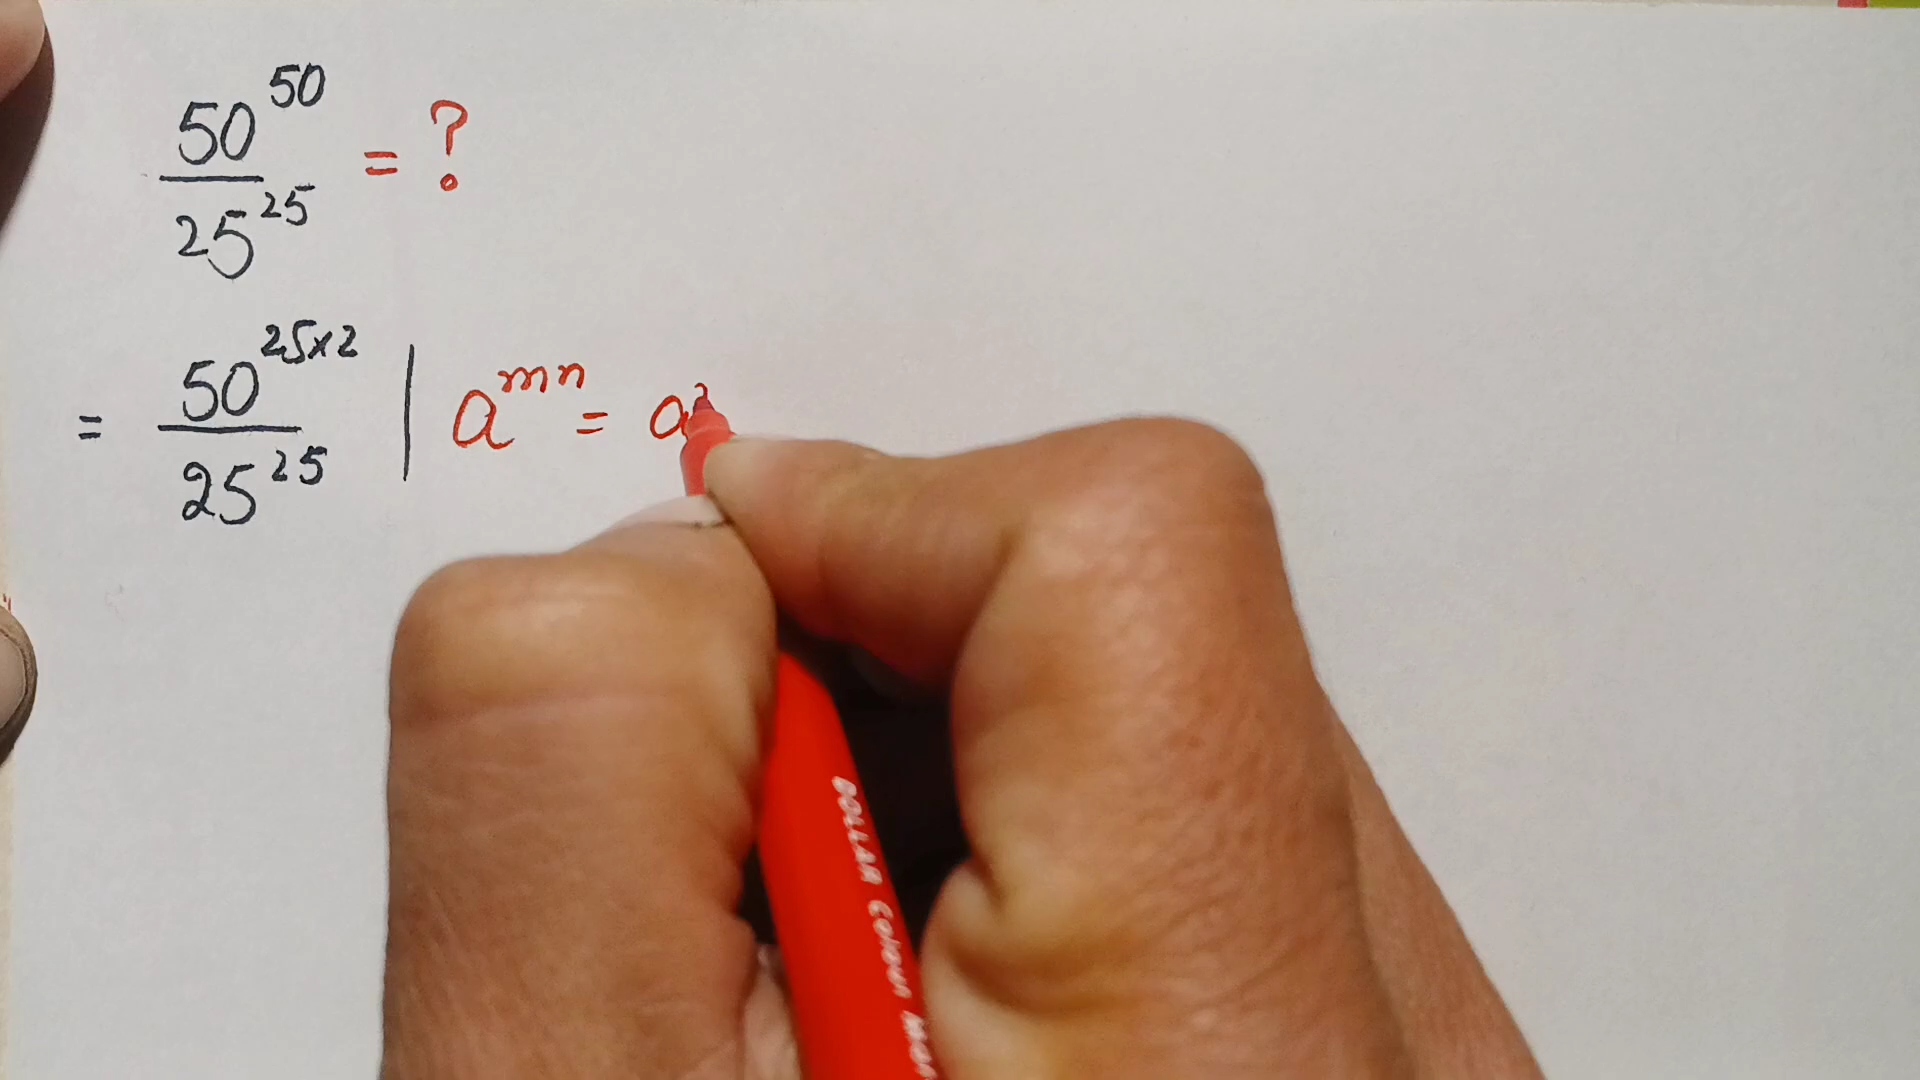 50^50 / 25^25 = ?
= 50^25×2 / 25^25 | a^mn = a
DOLLAR Colour